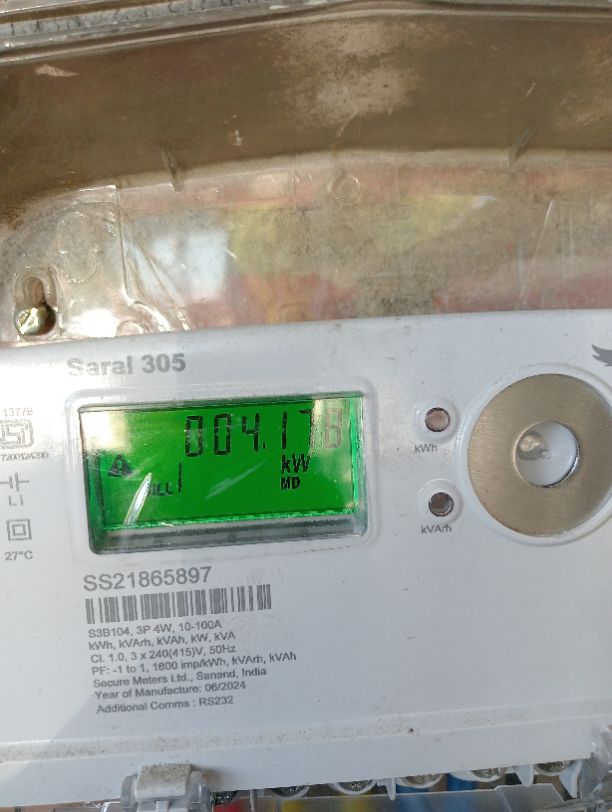 Saral 305
004.178
kW
MD
kWh
kVArh
27°C
SS21865897
S3B104, 3P 4W, 10-100A
kWh, kVArh, kVAh, kW, kVA
Cl. 1.0, 3 x 240(415)V, 50Hz
PF: -1 to 1, 1600 imp/kWh, kVArh, kVAh
Secure Meters Ltd., Sanand, India
Year of Manufacture: 06/2024
Additional Comms : RS232